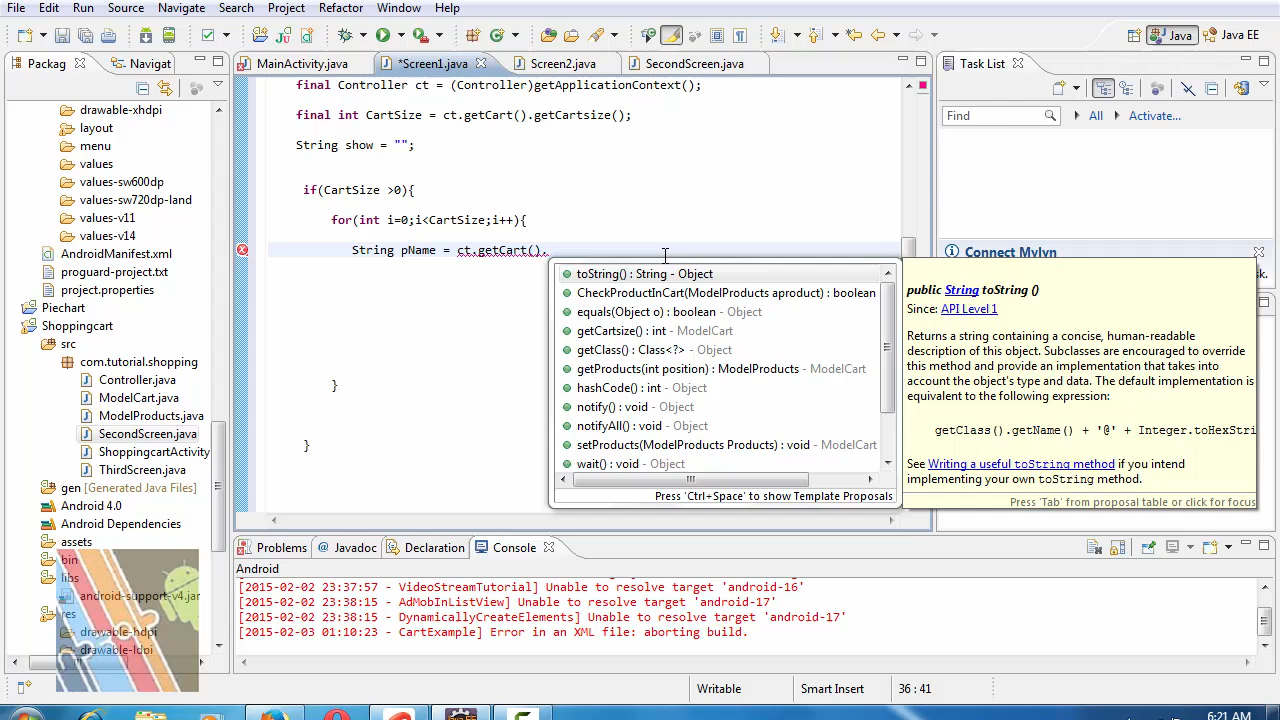 File Edit Run Source Navigate Search Project Refactor Window Help
Java Java EE
Packag Navigat
MainActivity.java *Screen1.java Screen2.java SecondScreen.java
Task List
Find All Activate...
drawable-xhdpi
layout
menu
values
values-sw600dp
values-sw720dp-land
values-v11
values-v14
AndroidManifest.xml
proguard-project.txt
project.properties
Piechart
Shoppingcart
src
com.tutorial.shopping
Controller.java
ModelCart.java
ModelProducts.java
SecondScreen.java
ShoppingcartActivity
ThirdScreen.java
gen [Generated Java Files]
Android 4.0
Android Dependencies
assets
bin
libs
android-support-v4.jar
res
drawable-hdpi
drawable-ldpi
final Controller ct = (Controller)getApplicationContext();
final int CartSize = ct.getCart().getCartsize();
String show = "";
if(CartSize >0){
for(int i=0;i<CartSize;i++){
String pName = ct.getCart().
}
}
toString() : String - Object
CheckProductInCart(ModelProducts aproduct) : boolean
equals(Object o) : boolean - Object
getCartsize() : int - ModelCart
getClass() : Class<?> - Object
getProducts(int position) : ModelProducts - ModelCart
hashCode() : int - Object
notify() : void - Object
notifyAll() : void - Object
setProducts(ModelProducts Products) : void - ModelCart
wait() : void - Object
Press 'Ctrl+Space' to show Template Proposals
Connect Mylyn
public String toString ()
Since: API Level 1
Returns a string containing a concise, human-readable
description of this object. Subclasses are encouraged to override
this method and provide an implementation that takes into
account the object's type and data. The default implementation is
equivalent to the following expression:
getClass().getName() + '@' + Integer.toHexStri
See Writing a useful toString method if you intend
implementing your own toString method.
Press 'Tab' from proposal table or click for focus
Problems Javadoc Declaration Console
Android
[2015-02-02 23:37:57 - VideoStreamTutorial] Unable to resolve target 'android-16'
[2015-02-02 23:38:15 - AdMobInListView] Unable to resolve target 'android-17'
[2015-02-02 23:38:15 - DynamicallyCreateElements] Unable to resolve target 'android-17'
[2015-02-03 01:10:23 - CartExample] Error in an XML file: aborting build.
Writable Smart Insert 36 : 41
6:21 AM